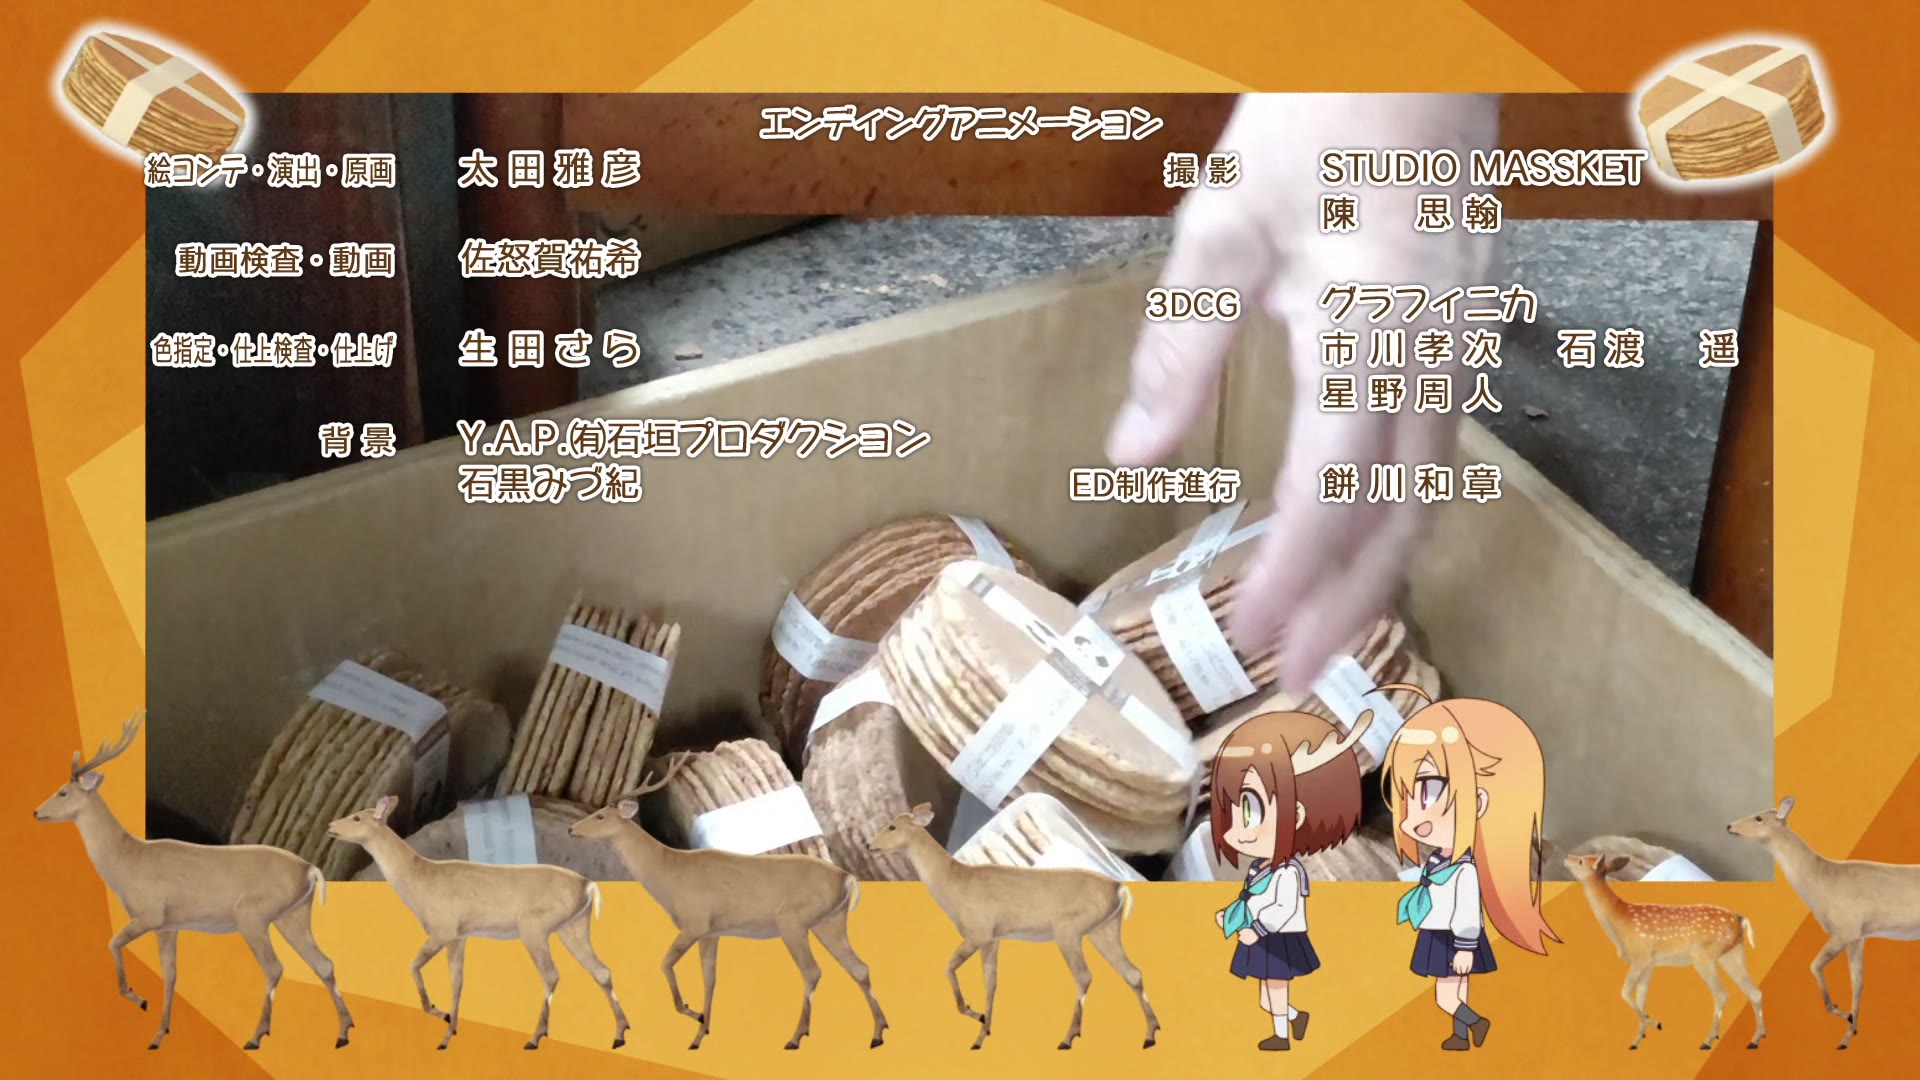 エンディングアニメーション
絵コンテ・演出・原画 太田雅彦
動画検査・動画 佐怒賀祐希
色指定・仕上検査・仕上げ 生田さら
背景 Y.A.P.㈲石垣プロダクション
石黒みづ紀
撮影 STUDIO MASSKET
陳 思翰
3DCG グラフィニカ
市川孝次 石渡 遥
星野周人
ED制作進行 餅川和章